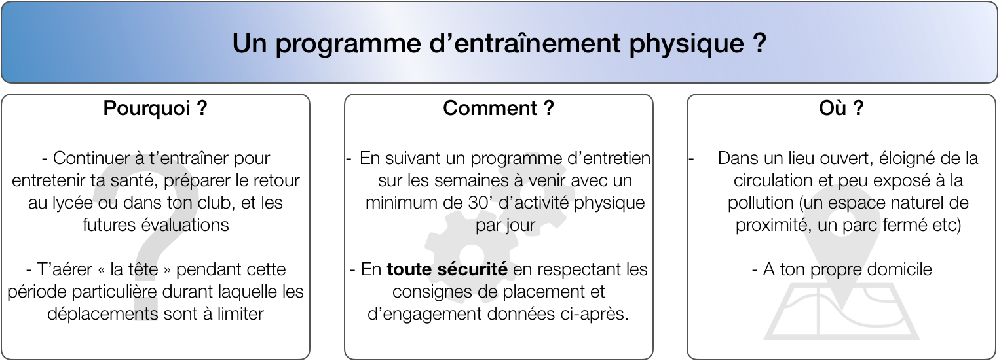 Un programme d’entraînement physique ?
Pourquoi ?
- Continuer à t’entraîner pour
entretenir ta santé, préparer le retour
au lycée ou dans ton club, et les
futures évaluations
- T’aérer « la tête » pendant cette
période particulière durant laquelle les
déplacements sont à limiter
Comment ?
- En suivant un programme d’entretien
sur les semaines à venir avec un
minimum de 30’ d’activité physique
par jour
- En toute sécurité en respectant les
consignes de placement et
d’engagement données ci-après.
Où ?
- Dans un lieu ouvert, éloigné de la
circulation et peu exposé à la
pollution (un espace naturel de
proximité, un parc fermé etc)
- A ton propre domicile